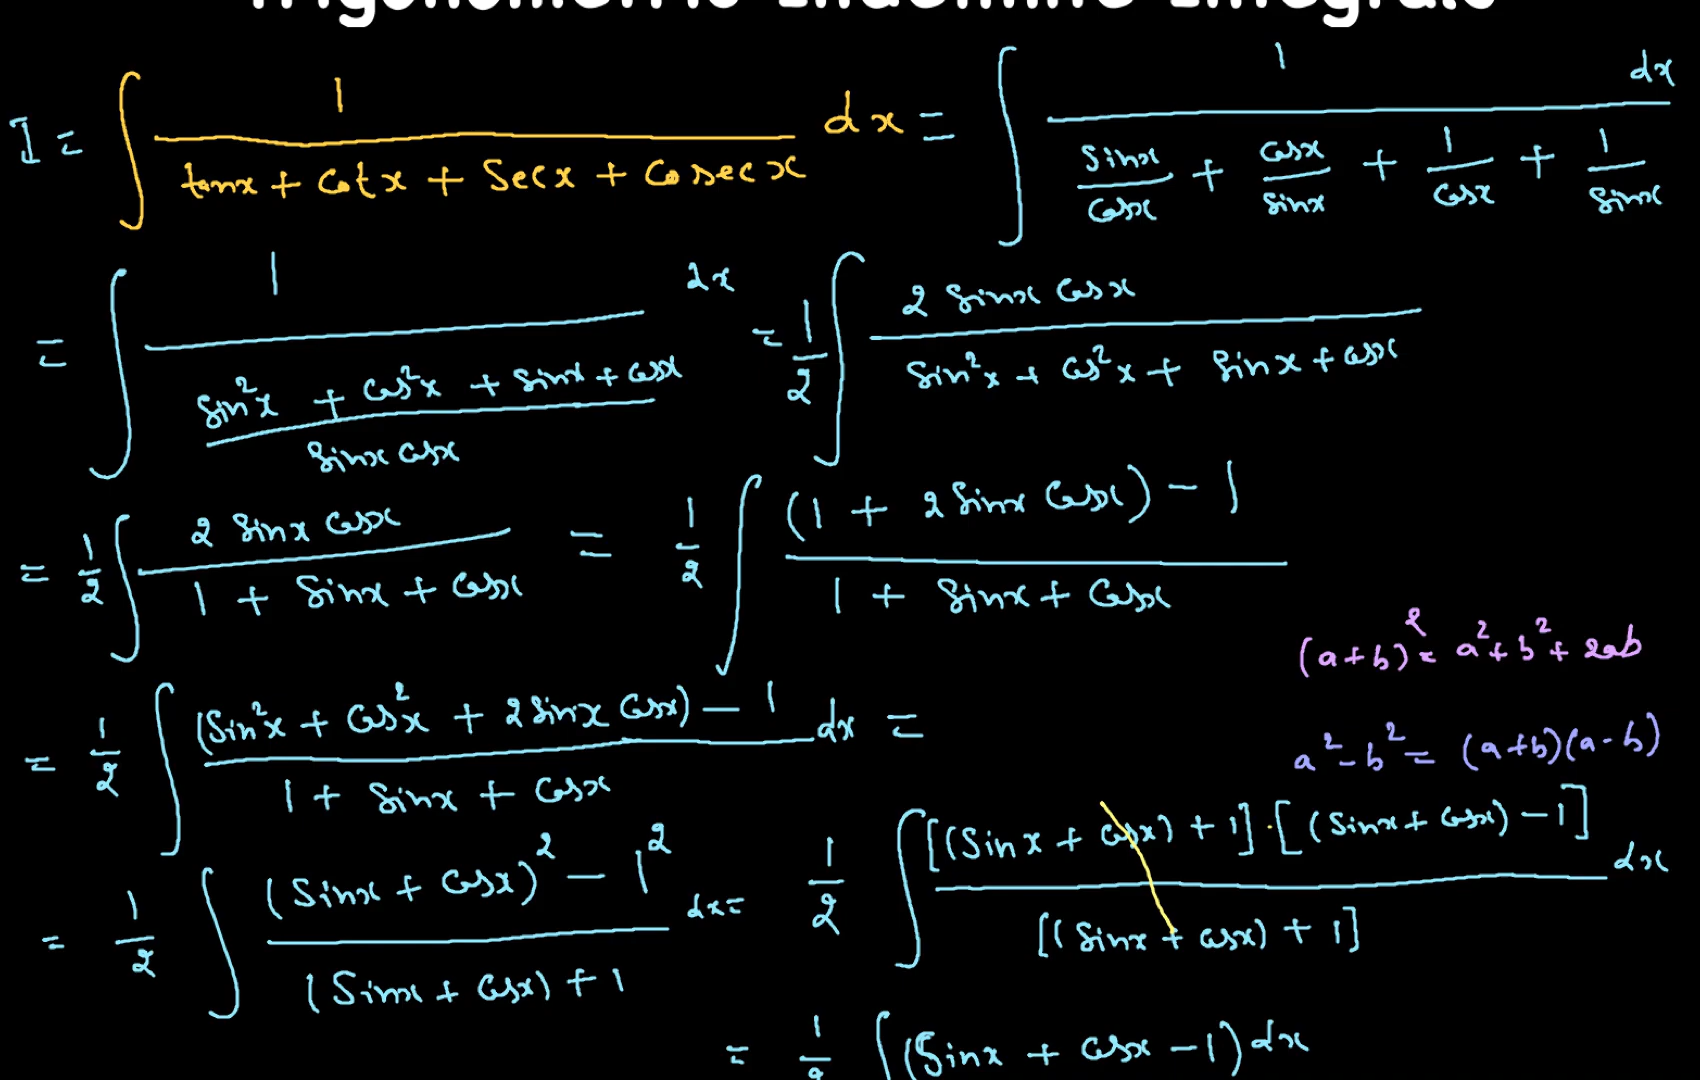 Trigonometric Indefinite Integrals
I = ∫ 1 / (tanx + cotx + Secx + Cosecx) dx = ∫ 1 / (Sinx/Cosx + Cosx/Sinx + 1/Cosx + 1/Sinx) dx
= ∫ 1 / ((Sin²x + Cos²x + Sinx + Cosx) / (Sinx Cosx)) dx = 1/2 ∫ (2 Sinx Cosx) / (Sin²x + Cos²x + Sinx + Cosx)
= 1/2 ∫ (2 Sinx Cosx) / (1 + Sinx + Cosx) = 1/2 ∫ ((1 + 2 Sinx Cosx) - 1) / (1 + Sinx + Cosx)
(a+b)² = a² + b² + 2ab
= 1/2 ∫ ((Sin²x + Cos²x + 2 Sinx Cosx) - 1) / (1 + Sinx + Cosx) dx =
a² - b² = (a+b)(a-b)
= 1/2 ∫ ((Sinx + Cosx)² - 1²) / ((Sinx + Cosx) + 1) dx = 1/2 ∫ [(Sinx + Cosx) + 1]·[(Sinx + Cosx) - 1] / [(Sinx + Cosx) + 1] dx
= 1/2 ∫ (Sinx + Cosx - 1) dx